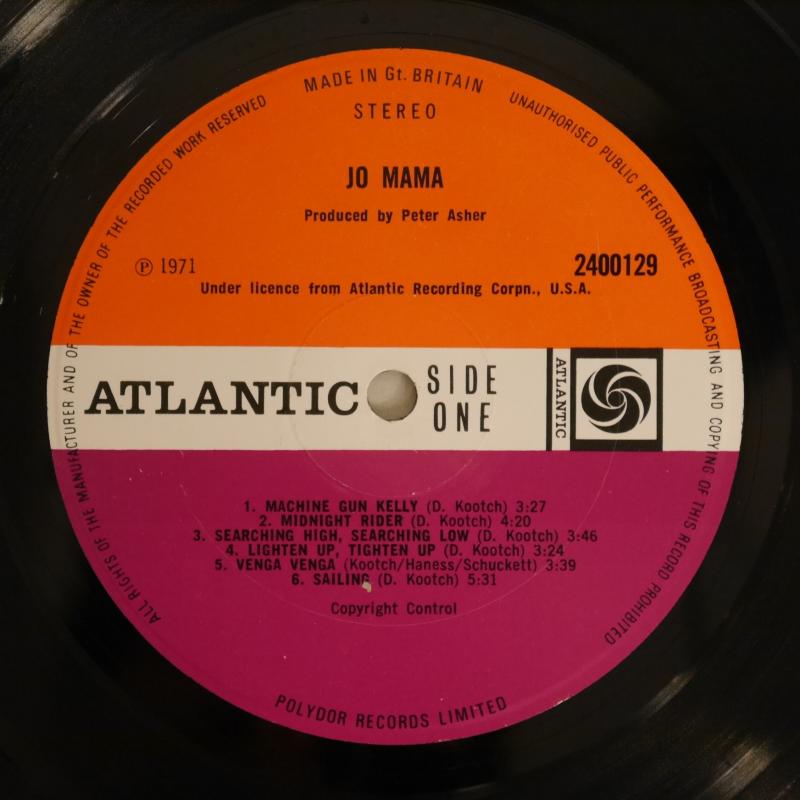 MADE IN Gt. BRITAIN
UNAUTHORISED PUBLIC PERFORMANCE BROADCASTING AND COPYING OF THIS RECORD PROHIBITED
ALL RIGHTS OF THE MANUFACTURER AND OF THE OWNER OF THE RECORDED WORK RESERVED
STEREO
JO MAMA
Produced by Peter Asher
℗ 1971
2400129
Under licence from Atlantic Recording Corpn., U.S.A.
ATLANTIC
SIDE
ONE
ATLANTIC
1. MACHINE GUN KELLY (D. Kootch) 3:27
2. MIDNIGHT RIDER (D. Kootch) 4:20
3. SEARCHING HIGH, SEARCHING LOW (D. Kootch) 3:46
4. LIGHTEN UP, TIGHTEN UP (D. Kootch) 3:24
5. VENGA VENGA (Kootch/Haness/Schuckett) 3:39
6. SAILING (D. Kootch) 5:31
Copyright Control
POLYDOR RECORDS LIMITED